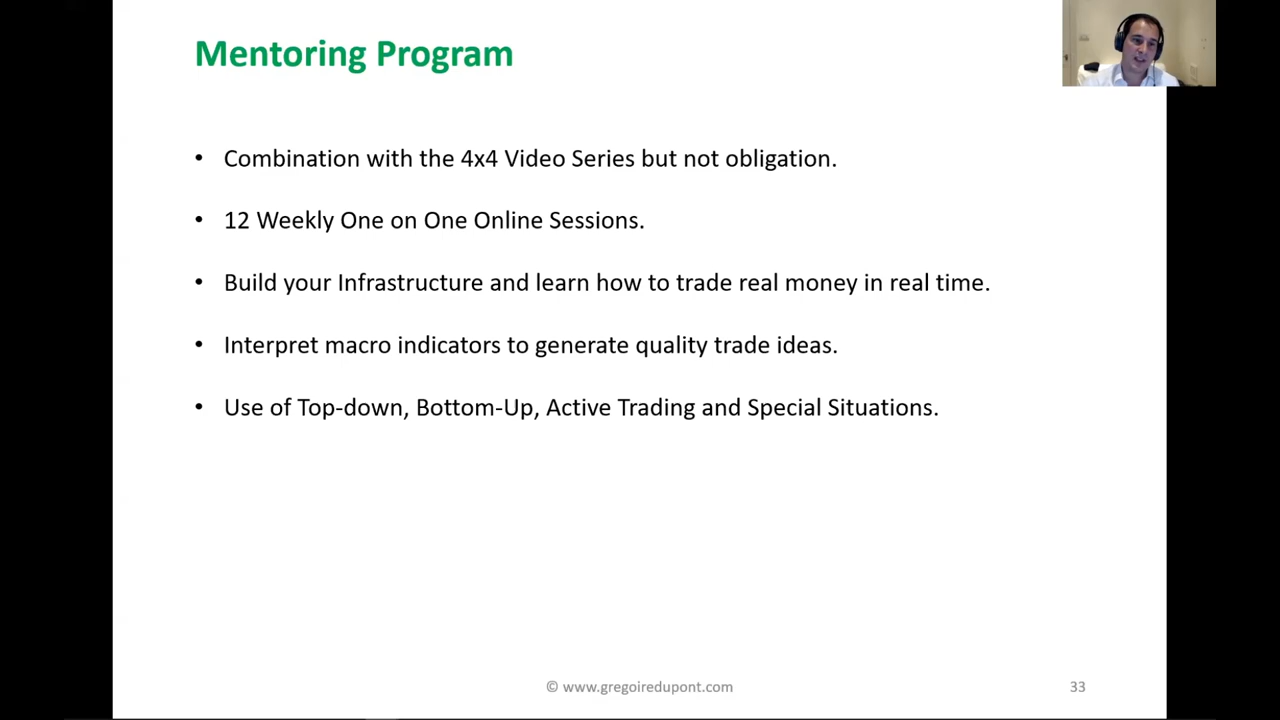 Mentoring Program
• Combination with the 4x4 Video Series but not obligation.
• 12 Weekly One on One Online Sessions.
• Build your Infrastructure and learn how to trade real money in real time.
• Interpret macro indicators to generate quality trade ideas.
• Use of Top-down, Bottom-Up, Active Trading and Special Situations.
© www.gregoiredupont.com
33